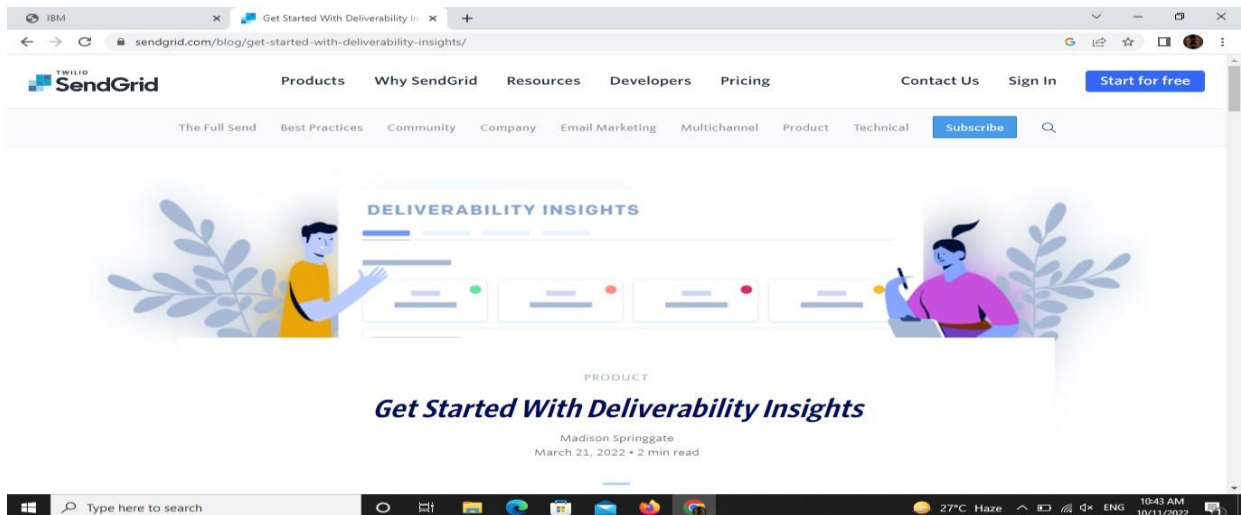 IBM
Get Started With Deliverability In
sendgrid.com/blog/get-started-with-deliverability-insights/
TWILIO
SendGrid
Products Why SendGrid Resources Developers Pricing Contact Us Sign In Start for free
The Full Send Best Practices Community Company Email Marketing Multichannel Product Technical Subscribe
DELIVERABILITY INSIGHTS
PRODUCT
Get Started With Deliverability Insights
Madison Springgate
March 21, 2022 • 2 min read
Type here to search
27°C Haze ENG
10:43 AM
10/11/2022